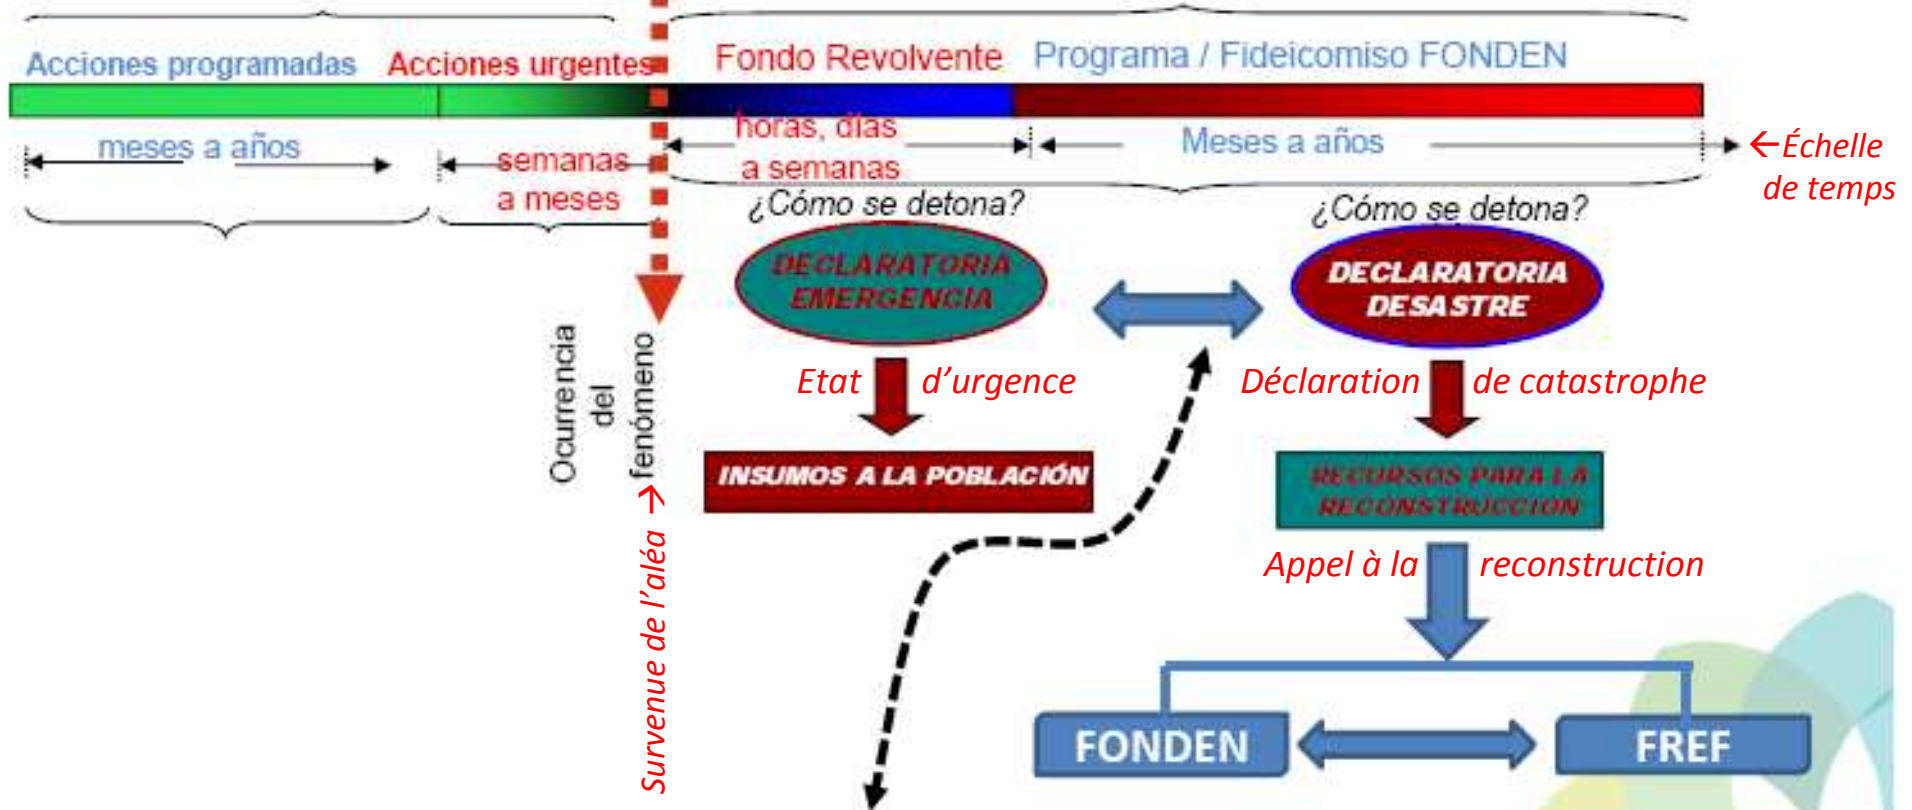 Acciones programadas
Acciones urgentes
Fondo Revolvente
Programa / Fideicomiso FONDEN
meses a años
semanas
a meses
horas, días
a semanas
Meses a años
←Échelle
de temps
¿Cómo se detona?
¿Cómo se detona?
DECLARATORIA
EMERGENCIA
DECLARATORIA
DESASTRE
Ocurrencia
del
fenómeno
Survenue de l'aléa →
Etat d'urgence
Déclaration de catastrophe
INSUMOS A LA POBLACIÓN
RECURSOS PARA LA
RECONSTRUCCION
Appel à la reconstruction
FONDEN
FREF